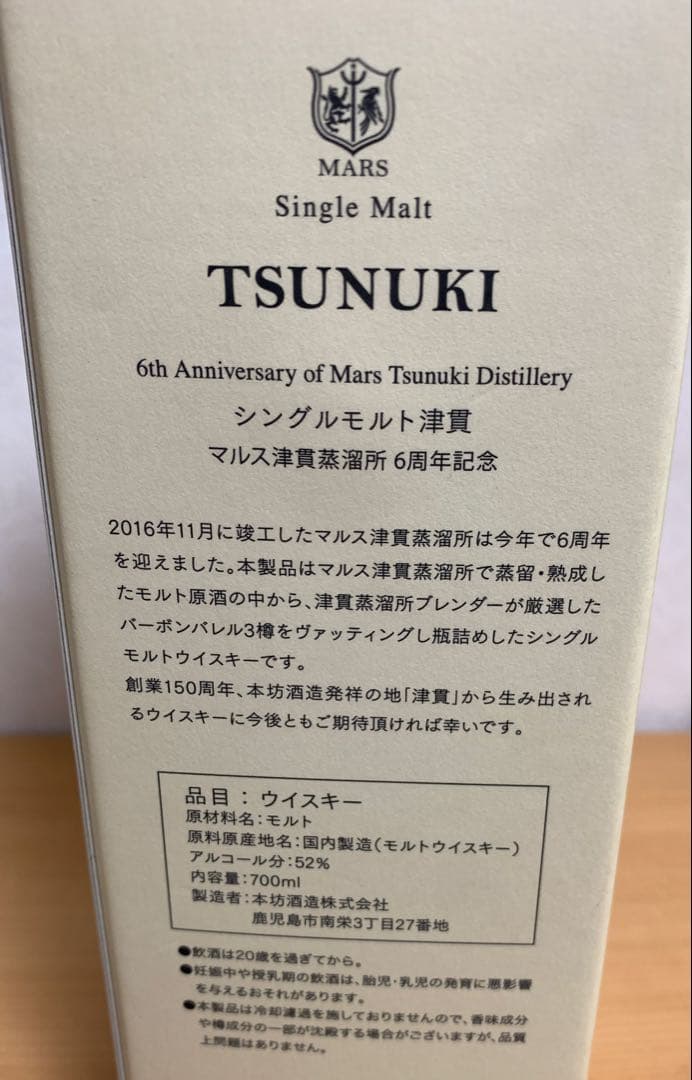 MARS
Single Malt
TSUNUKI
6th Anniversary of Mars Tsunuki Distillery
シングルモルト津貫
マルス津貫蒸溜所 6周年記念
2016年11月に竣工したマルス津貫蒸溜所は今年で6周年
を迎えました。本製品はマルス津貫蒸溜所で蒸留・熟成し
たモルト原酒の中から、津貫蒸溜所ブレンダーが厳選した
バーボンバレル3樽をヴァッティングし瓶詰めしたシングル
モルトウイスキーです。
創業150周年、本坊酒造発祥の地「津貫」から生み出され
るウイスキーに今後ともご期待頂ければ幸いです。
品目：ウイスキー
原材料名：モルト
原料原産地名：国内製造（モルトウイスキー）
アルコール分：52%
内容量：700ml
製造者：本坊酒造株式会社
鹿児島市南栄3丁目27番地
●飲酒は20歳を過ぎてから。
●妊娠中や授乳期の飲酒は、胎児・乳児の発育に悪影響
を与えるおそれがあります。
●本製品は冷却濾過を施しておりませんので、香味成分
や樽成分の一部が沈殿する場合がございますが、品質
上問題はありません。